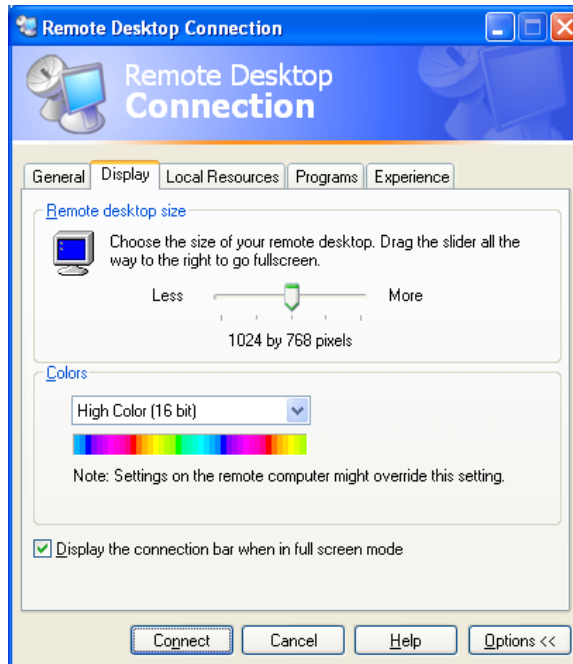 Remote Desktop Connection
Remote Desktop
Connection
General Display Local Resources Programs Experience
Remote desktop size
Choose the size of your remote desktop. Drag the slider all the
way to the right to go fullscreen.
Less More
1024 by 768 pixels
Colors
High Color (16 bit)
Note: Settings on the remote computer might override this setting.
Display the connection bar when in full screen mode
Connect Cancel Help Options <<